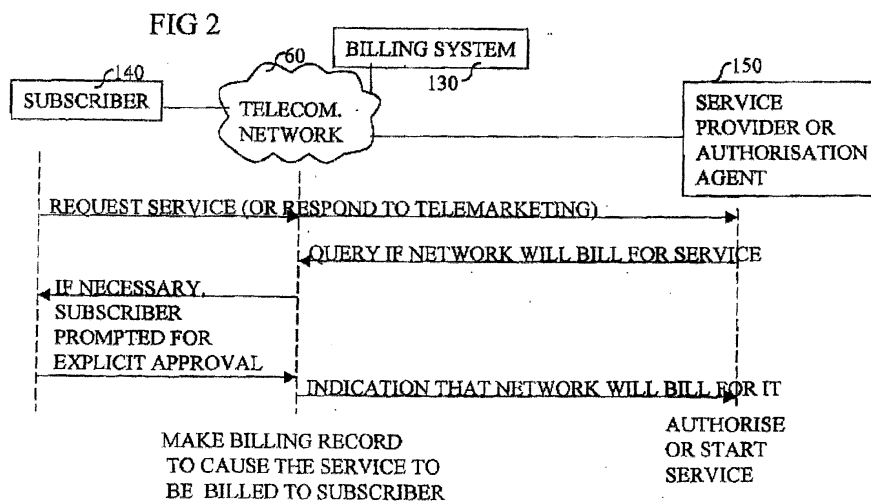 FIG 2
60
BILLING SYSTEM
130
140
SUBSCRIBER
TELECOM.
NETWORK
150
SERVICE
PROVIDER OR
AUTHORISATION
AGENT
REQUEST SERVICE (OR RESPOND TO TELEMARKETING)
QUERY IF NETWORK WILL BILL FOR SERVICE
IF NECESSARY,
SUBSCRIBER
PROMPTED FOR
EXPLICIT APPROVAL
INDICATION THAT NETWORK WILL BILL FOR IT
MAKE BILLING RECORD
TO CAUSE THE SERVICE TO
BE BILLED TO SUBSCRIBER
AUTHORISE
OR START
SERVICE